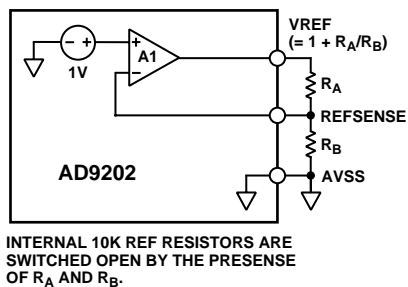 VREF
(= 1 + RA/RB)
A1
1V
RA
REFSENSE
RB
AD9202
AVSS
INTERNAL 10K REF RESISTORS ARE
SWITCHED OPEN BY THE PRESENSE
OF RA AND RB.